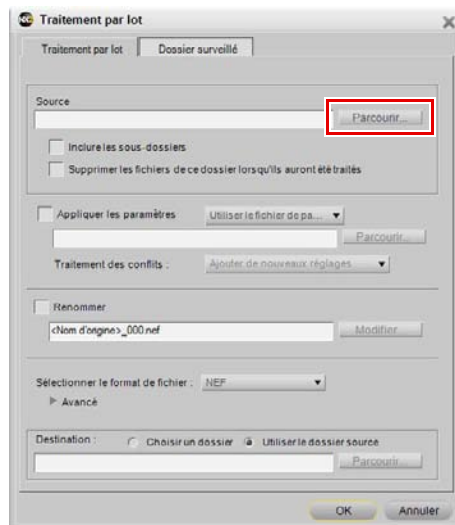 Traitement par lot
Traitement par lot Dossier surveillé
Source
Parcourir...
Inclure les sous-dossiers
Supprimer les fichiers de ce dossier lorsqu'ils auront été traités
Appliquer les paramètres Utiliser le fichier de pa...
Parcourir...
Traitement des conflits : Ajouter de nouveaux réglages
Renommer
<Nom d'origine>_000.nef Modifier...
Sélectionner le format de fichier : NEF
Avancé
Destination : Choisir un dossier Utiliser le dossier source
Parcourir...
OK Annuler